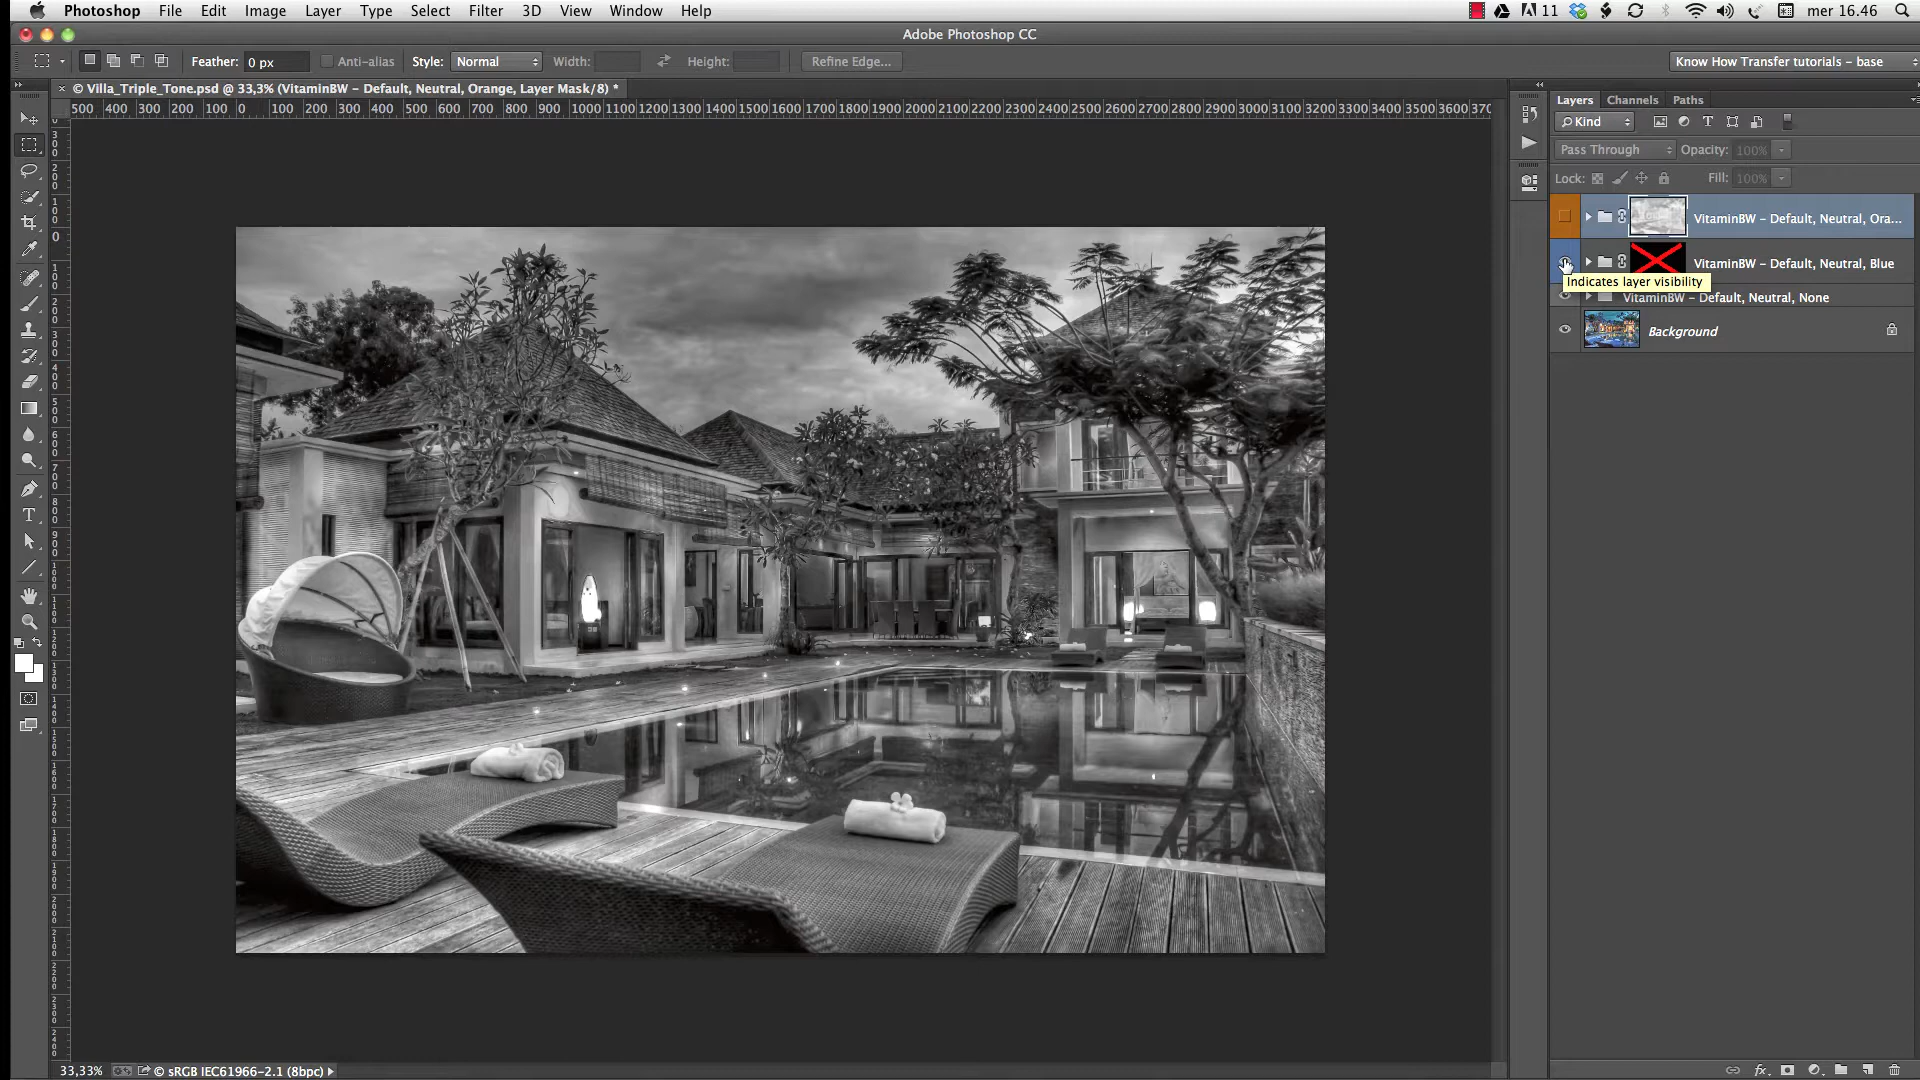 Photoshop File Edit Image Layer Type Select Filter 3D View Window Help 11 mer 16.46
Adobe Photoshop CC
Feather: 0 px Anti-alias Style: Normal Width: Height: Refine Edge... Know How Transfer tutorials - base
© Villa_Triple_Tone.psd @ 33,3% (VitaminBW - Default, Neutral, Orange, Layer Mask/8) *
500 400 300 200 100 0 100 200 300 400 500 600 700 800 900 1000 1100 1200 1300 1400 1500 1600 1700 1800 1900 2000 2100 2200 2300 2400 2500 2600 2700 2800 2900 3000 3100 3200 3300 3400 3500 3600 370
Layers Channels Paths
Kind
Pass Through Opacity: 100%
Lock: Fill: 100%
VitaminBW - Default, Neutral, Ora...
VitaminBW - Default, Neutral, Blue
Indicates layer visibility
VitaminBW - Default, Neutral, None
Background
33,33% © sRGB IEC61966-2.1 (8bpc)